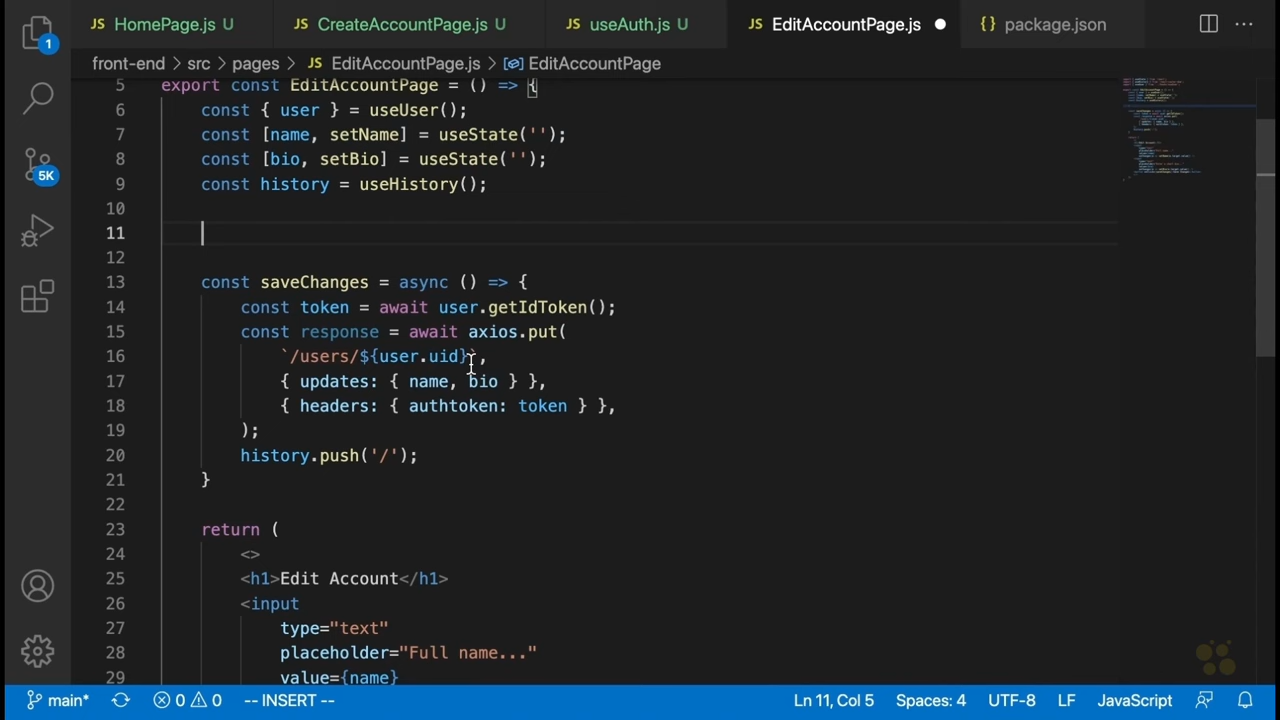 JS HomePage.js U JS CreateAccountPage.js U JS useAuth.js U JS EditAccountPage.js ● {} package.json ···
front-end > src > pages > JS EditAccountPage.js > EditAccountPage
1
5K
5 export const EditAccountPage = () => {
6 const { user } = useUser();
7 const [name, setName] = useState('');
8 const [bio, setBio] = useState('');
9 const history = useHistory();
10
11
12
13 const saveChanges = async () => {
14 const token = await user.getIdToken();
15 const response = await axios.put(
16 `/users/${user.uid}`,
17 { updates: { name, bio } },
18 { headers: { authtoken: token } },
19 );
20 history.push('/');
21 }
22
23 return (
24 <>
25 <h1>Edit Account</h1>
26 <input
27 type="text"
28 placeholder="Full name..."
29 value={name}
main* 0 0 -- INSERT -- Ln 11, Col 5 Spaces: 4 UTF-8 LF JavaScript